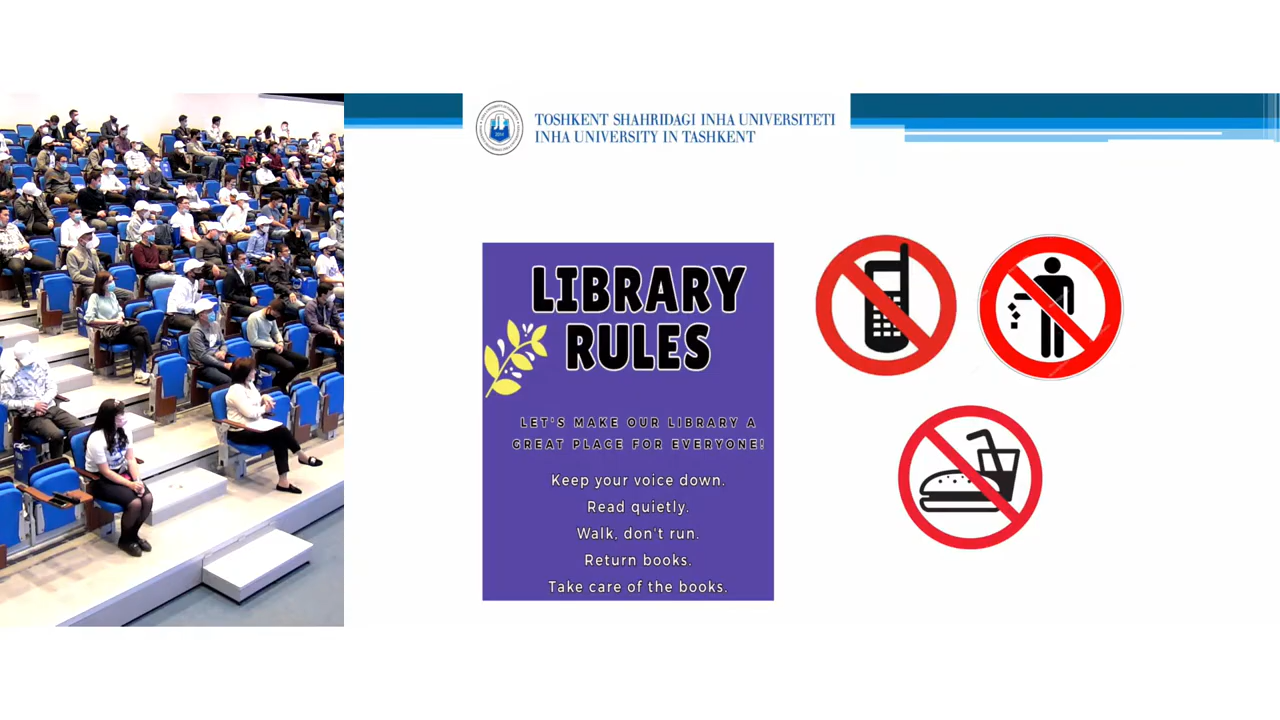 TOSHKENT SHAHRIDAGI INHA UNIVERSITETI
INHA UNIVERSITY IN TASHKENT
LIBRARY
RULES
LET'S MAKE OUR LIBRARY A
GREAT PLACE FOR EVERYONE!
Keep your voice down.
Read quietly.
Walk, don't run.
Return books.
Take care of the books.